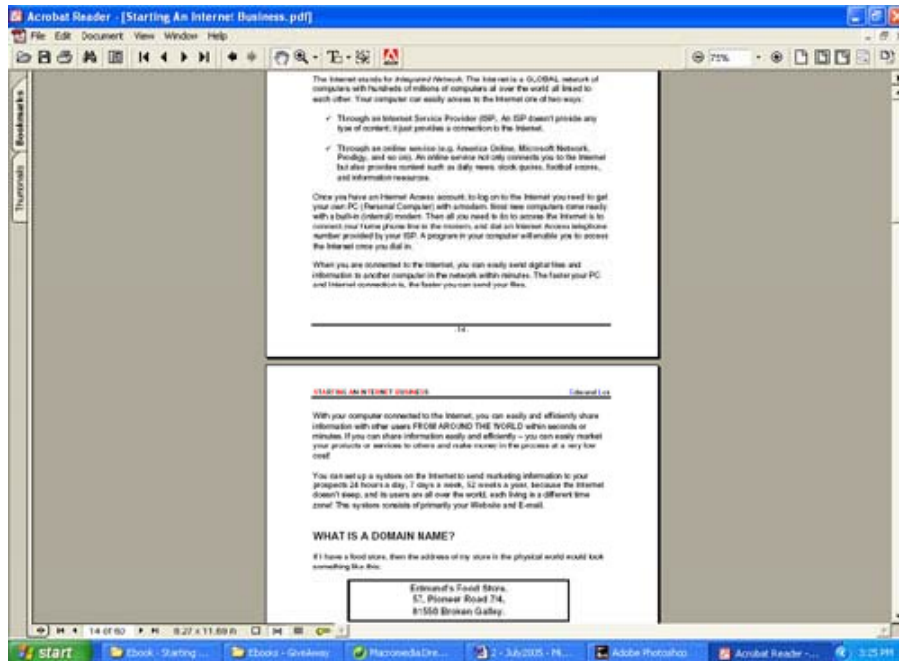 Acrobat Reader - [Starting An Internet Business.pdf]
File Edit Document View Window Help
75%
Bookmarks
Thumbnails
The Internet stands for Integrated Network. The Internet is a GLOBAL network of
computers with hundreds of millions of computers all over the world all linked to
each other. Your computer can easily access to the Internet one of two ways:
✓ Through an Internet Service Provider (ISP). An ISP doesn't provide any
type of content; it just provides a connection to the Internet.
✓ Through an online service (e.g. America Online, Microsoft Network,
Prodigy, and so on). An online service not only connects you to the Internet
but also provides content such as daily news, stock quotes, football scores,
and information resources.
Once you have an Internet Access account, to log on to the Internet you need to get
your own PC (Personal Computer) with a modem. Most new computers come ready
with a built-in (internal) modem. Then all you need to do to access the Internet is to
connect your home phone line to the modem, and dial an Internet Access telephone
number provided by your ISP. A program in your computer will enable you to access
the Internet once you dial in.
When you are connected to the Internet, you can easily send digital files and
information to another computer in the network within minutes. The faster your PC
and Internet connection is, the faster you can send your files.
- 14 -
STARTING AN INTERNET BUSINESS Edmund Loh
With your computer connected to the Internet, you can easily and efficiently share
information with other users FROM AROUND THE WORLD within seconds or
minutes. If you can share information easily and efficiently – you can easily market
your products or services to others and make money in the process at a very low
cost!
You can set up a system on the Internet to send marketing information to your
prospects 24 hours a day, 7 days a week, 52 weeks a year, because the Internet
doesn't sleep, and its users are all over the world, each living in a different time
zone! This system consists of primarily your Website and E-mail.
WHAT IS A DOMAIN NAME?
If I have a food store, then the address of my store in the physical world would look
something like this:
Edmund's Food Store,
57, Pioneer Road 7/4,
81550 Broken Galley.
14 of 60 8.27 x 11.69 in
start
Ebook - Starting ...
Ebooks - GiveAway
Macromedia Dre...
2 - July2005 - Mi...
Adobe Photoshop
Acrobat Reader -...
3:25 PM